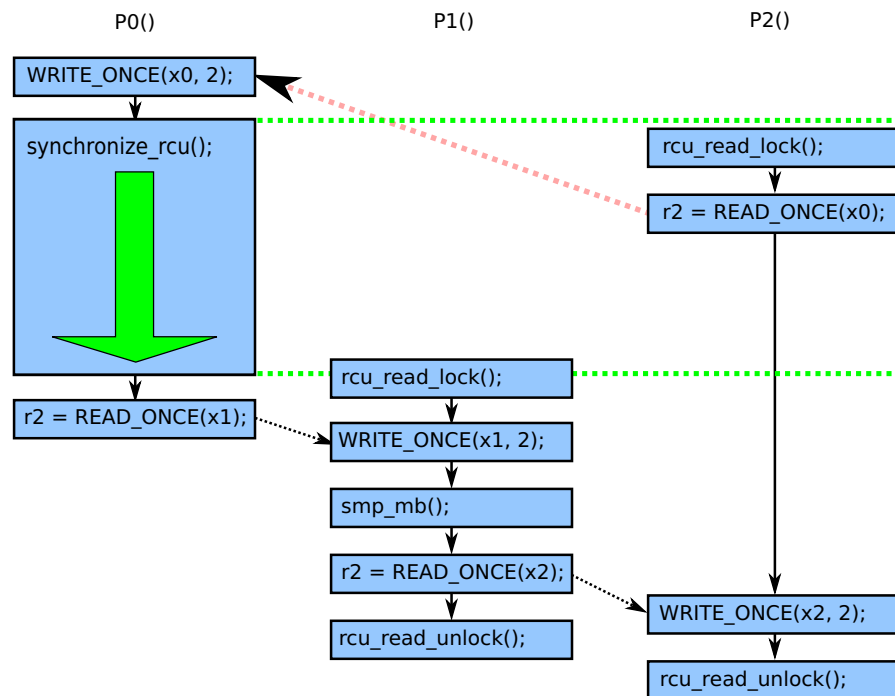 P0()
P1()
P2()
WRITE_ONCE(x0, 2);
synchronize_rcu();
rcu_read_lock();
r2 = READ_ONCE(x0);
rcu_read_lock();
r2 = READ_ONCE(x1);
WRITE_ONCE(x1, 2);
smp_mb();
r2 = READ_ONCE(x2);
WRITE_ONCE(x2, 2);
rcu_read_unlock();
rcu_read_unlock();